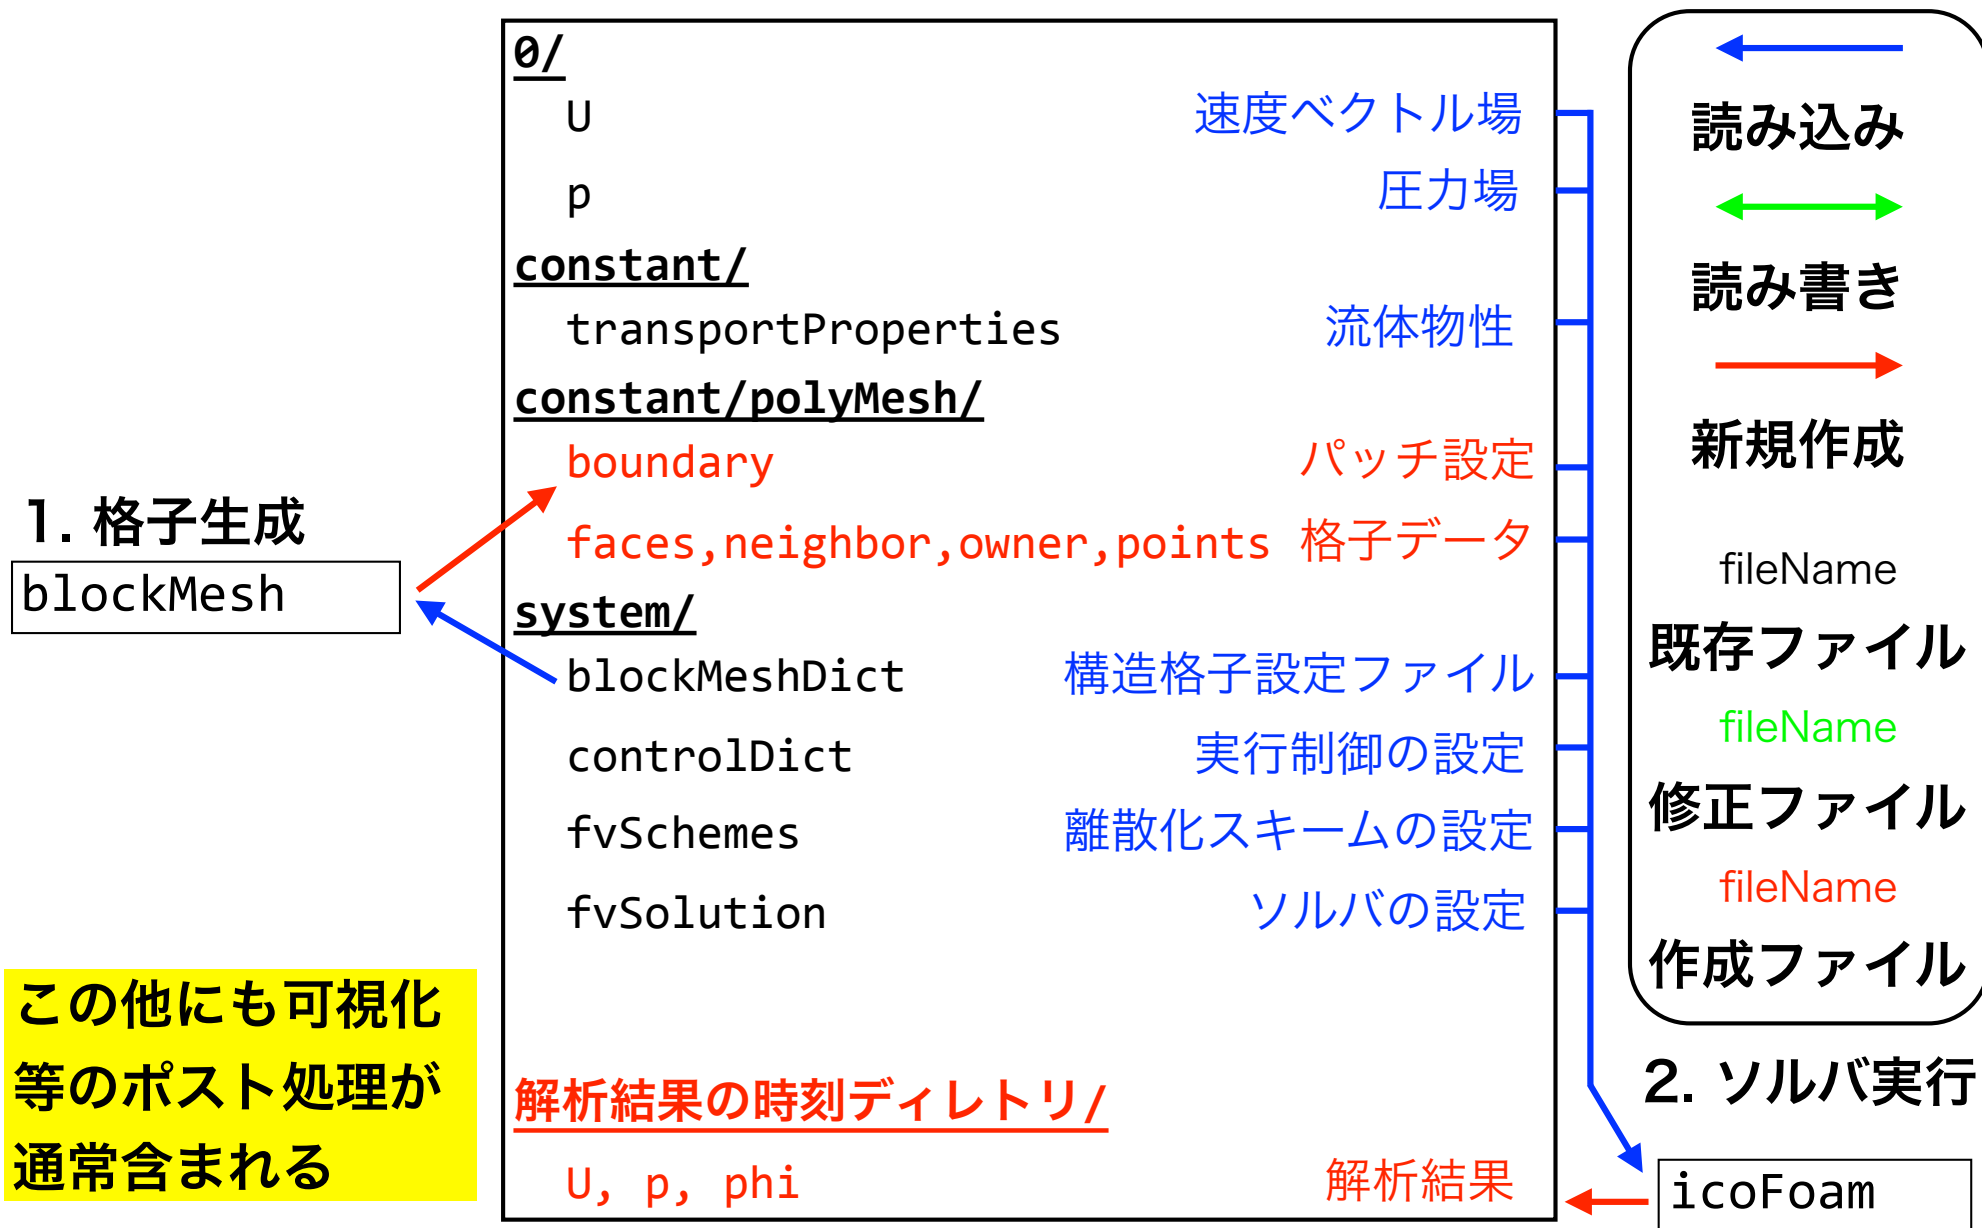 0/
U 速度ベクトル場
p 圧力場
constant/
transportProperties 流体物性
constant/polyMesh/
boundary パッチ設定
faces,neighbor,owner,points 格子データ
system/
blockMeshDict 構造格子設定ファイル
controlDict 実行制御の設定
fvSchemes 離散化スキームの設定
fvSolution ソルバの設定
解析結果の時刻ディレトリ/
U, p, phi 解析結果
1. 格子生成
blockMesh
この他にも可視化
等のポスト処理が
通常含まれる
読み込み
読み書き
新規作成
fileName
既存ファイル
fileName
修正ファイル
fileName
作成ファイル
2. ソルバ実行
icoFoam